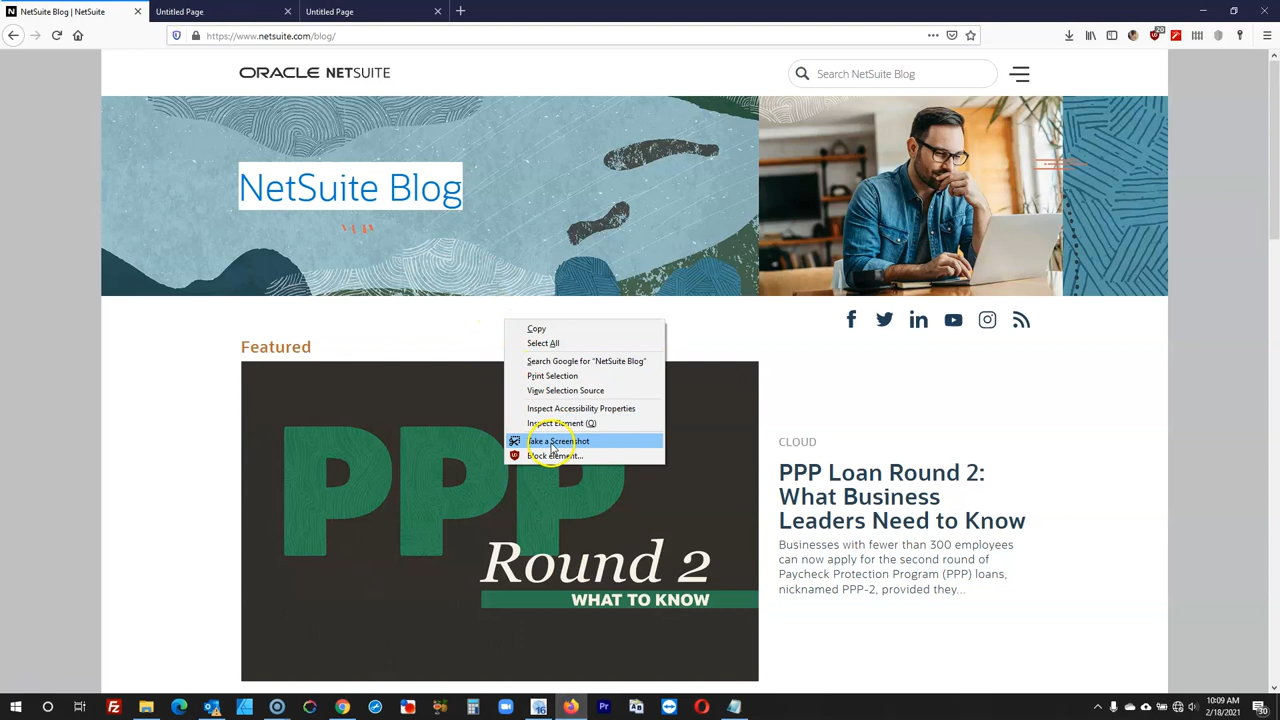 NetSuite Blog | NetSuite
Untitled Page
Untitled Page
https://www.netsuite.com/blog/
20
ORACLE NETSUITE
Search NetSuite Blog
NetSuite Blog
Featured
Copy
Select All
Search Google for "NetSuite Blog"
Print Selection
View Selection Source
Inspect Accessibility Properties
Inspect Element (Q)
Take a Screenshot
Block element...
PPP
Round 2
WHAT TO KNOW
CLOUD
PPP Loan Round 2:
What Business
Leaders Need to Know
Businesses with fewer than 300 employees
can now apply for the second round of
Paycheck Protection Program (PPP) loans,
nicknamed PPP-2, provided they...
10:09 AM
2/18/2021